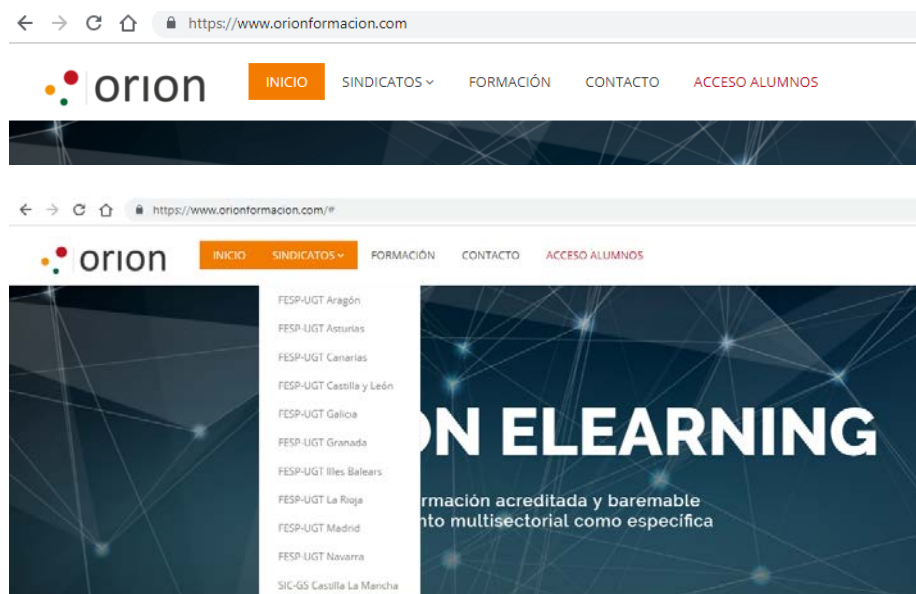 https://www.orionformacion.com
orion INICIO SINDICATOS FORMACIÓN CONTACTO ACCESO ALUMNOS
https://www.orionformacion.com/#
orion INICIO SINDICATOS FORMACIÓN CONTACTO ACCESO ALUMNOS
FESP-UGT Aragón
FESP-UGT Asturias
FESP-UGT Canarias
FESP-UGT Castilla y León
FESP-UGT Galicia
ON ELEARNING
FESP-UGT Granada
FESP-UGT Illes Balears
FESP-UGT La Rioja
rmación acreditada y baremable
nto multisectorial como específica
FESP-UGT Madrid
FESP-UGT Navarra
SIC-GS Castilla La Mancha